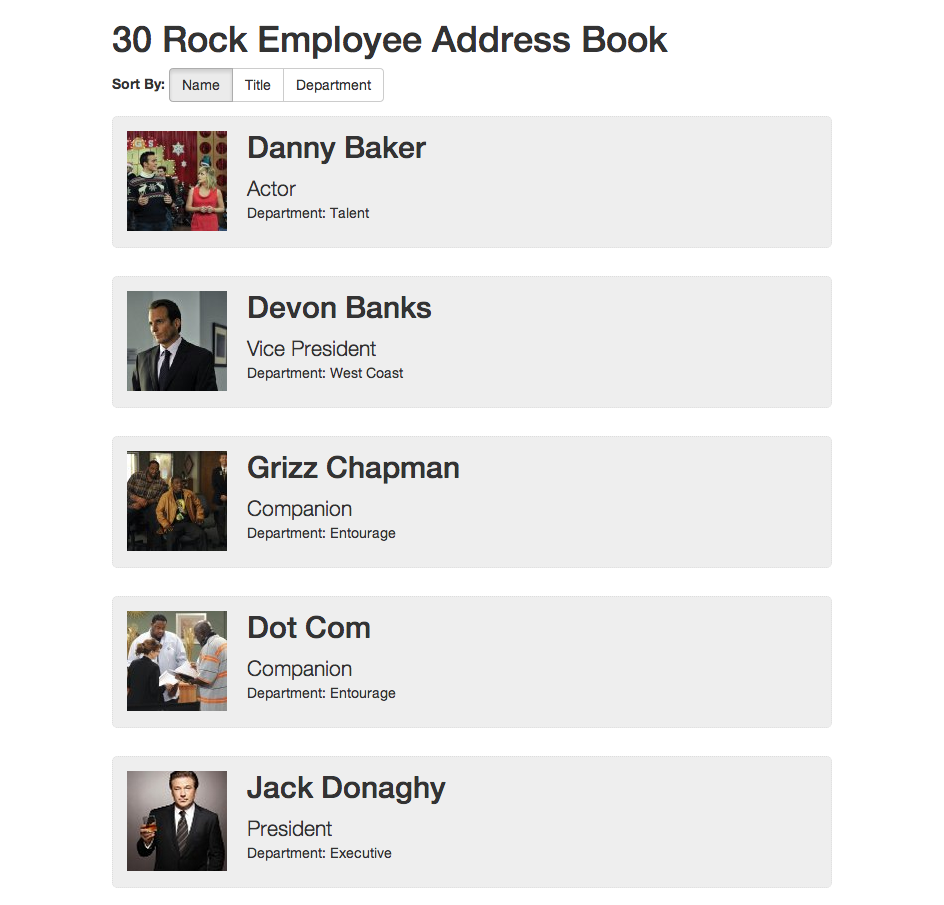 30 Rock Employee Address Book
Sort By: Name Title Department
Danny Baker
Actor
Department: Talent
Devon Banks
Vice President
Department: West Coast
Grizz Chapman
Companion
Department: Entourage
Dot Com
Companion
Department: Entourage
Jack Donaghy
President
Department: Executive